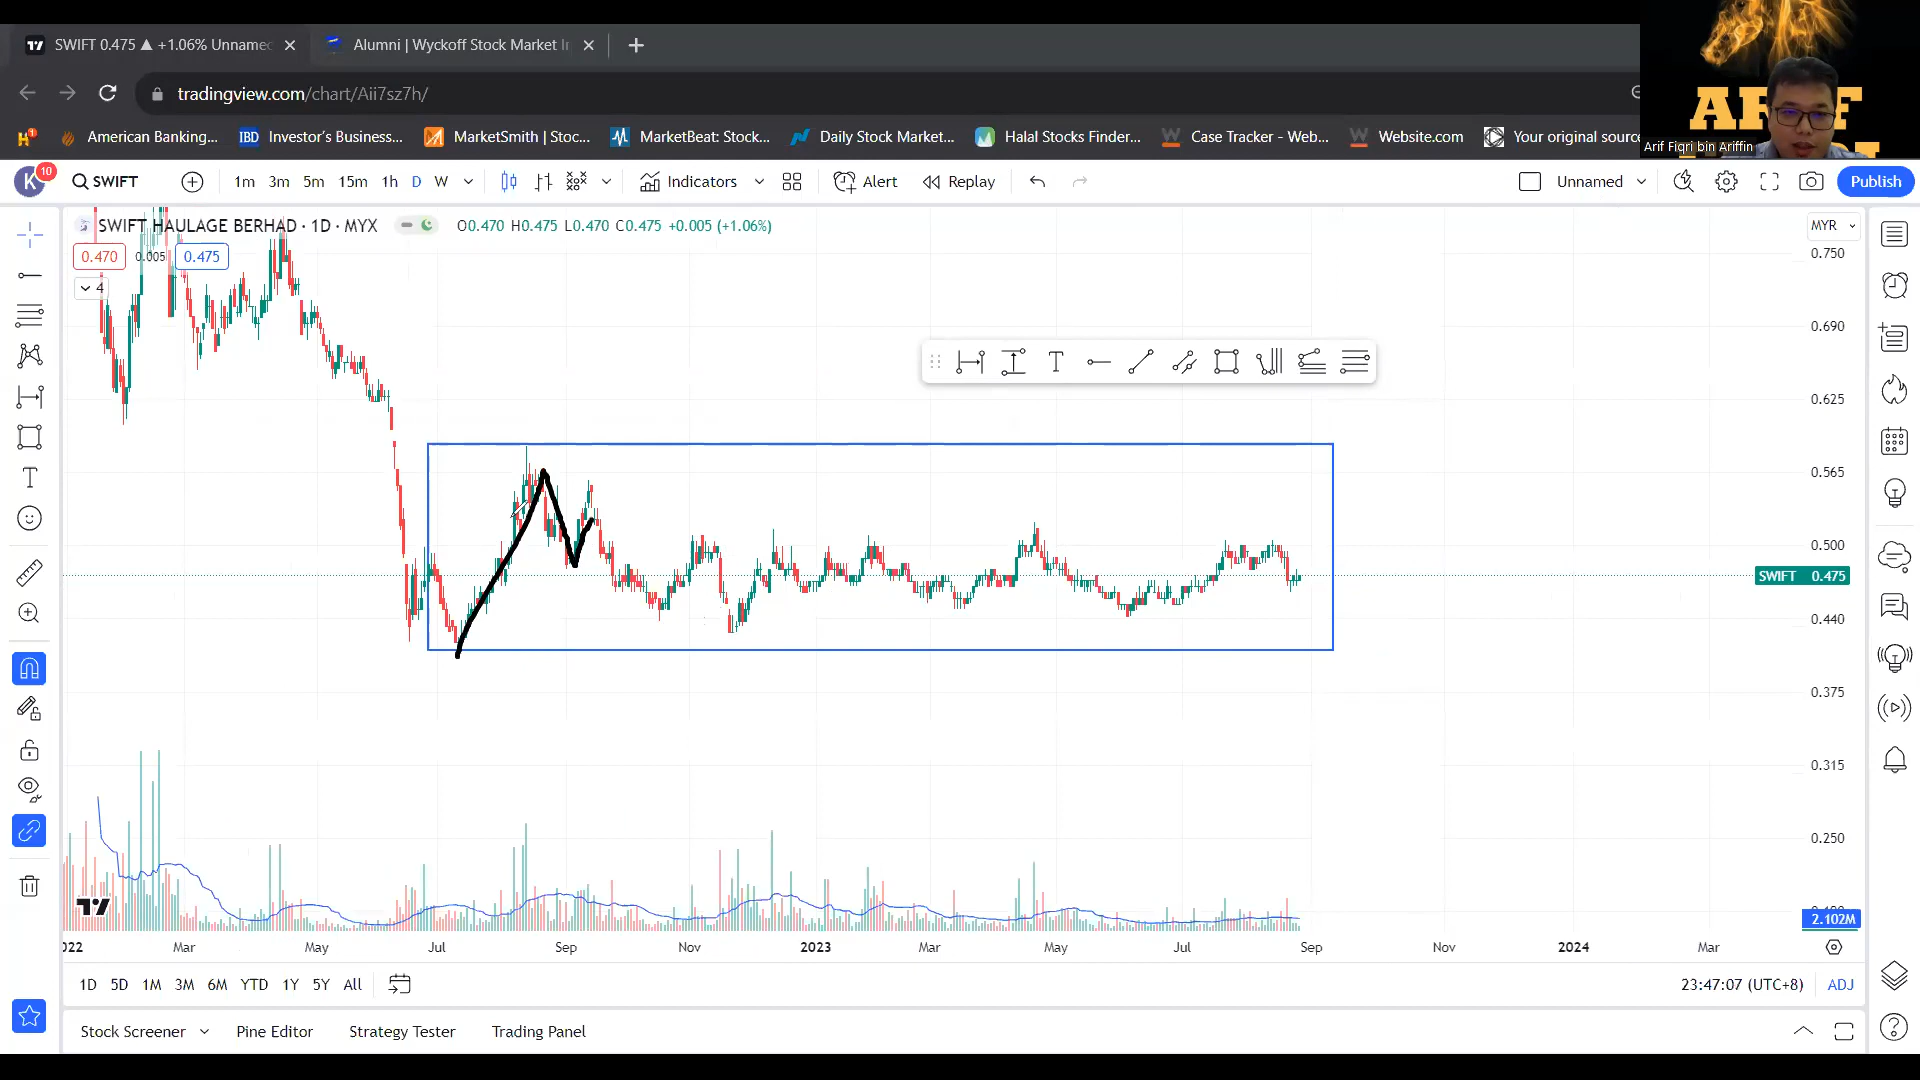 SWIFT 0.475 ▲ +1.06% Unnamed
Alumni | Wyckoff Stock Market In
tradingview.com/chart/Aii7sz7h/
American Banking...
IBD Investor's Business...
MarketSmith | Stoc...
MarketBeat: Stock...
Daily Stock Market...
Halal Stocks Finder...
Case Tracker - Web...
Website.com
Your original source
Arif Fiqri bin Ariffin
K 10
SWIFT
1m 3m 5m 15m 1h D W
Indicators
Alert
Replay
Unnamed
Publish
SWIFT HAULAGE BERHAD · 1D · MYX
O0.470 H0.475 L0.470 C0.475 +0.005 (+1.06%)
MYR
0.470 0.005 0.475
4
0.750
0.690
0.625
0.565
0.500
SWIFT 0.475
0.440
0.375
0.315
0.250
2.102M
2022 Mar May Jul Sep Nov 2023 Mar May Jul Sep Nov 2024 Mar
1D 5D 1M 3M 6M YTD 1Y 5Y All
23:47:07 (UTC+8) ADJ
Stock Screener Pine Editor Strategy Tester Trading Panel